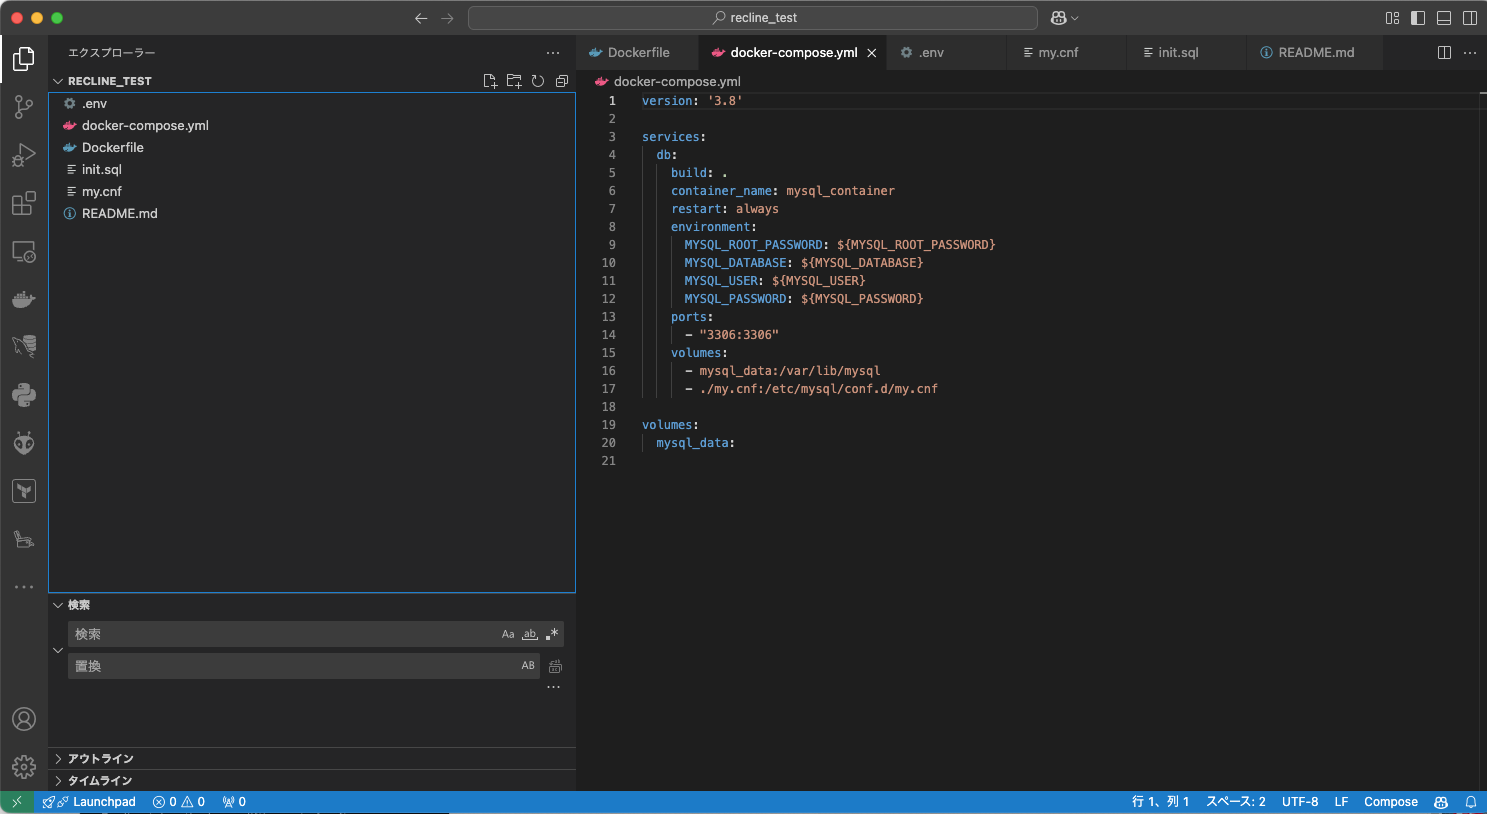 recline_test
エクスプローラー
RECLINE_TEST
.env
docker-compose.yml
Dockerfile
init.sql
my.cnf
README.md
検索
検索
Aa ab .*
置換
AB
アウトライン
タイムライン
Dockerfile
docker-compose.yml
.env
my.cnf
init.sql
README.md
docker-compose.yml
1 version: '3.8'
2
3 services:
4 db:
5 build: .
6 container_name: mysql_container
7 restart: always
8 environment:
9 MYSQL_ROOT_PASSWORD: ${MYSQL_ROOT_PASSWORD}
10 MYSQL_DATABASE: ${MYSQL_DATABASE}
11 MYSQL_USER: ${MYSQL_USER}
12 MYSQL_PASSWORD: ${MYSQL_PASSWORD}
13 ports:
14 - "3306:3306"
15 volumes:
16 - mysql_data:/var/lib/mysql
17 - ./my.cnf:/etc/mysql/conf.d/my.cnf
18
19 volumes:
20 mysql_data:
21
Launchpad 0 0 0 行 1、列 1 スペース: 2 UTF-8 LF Compose